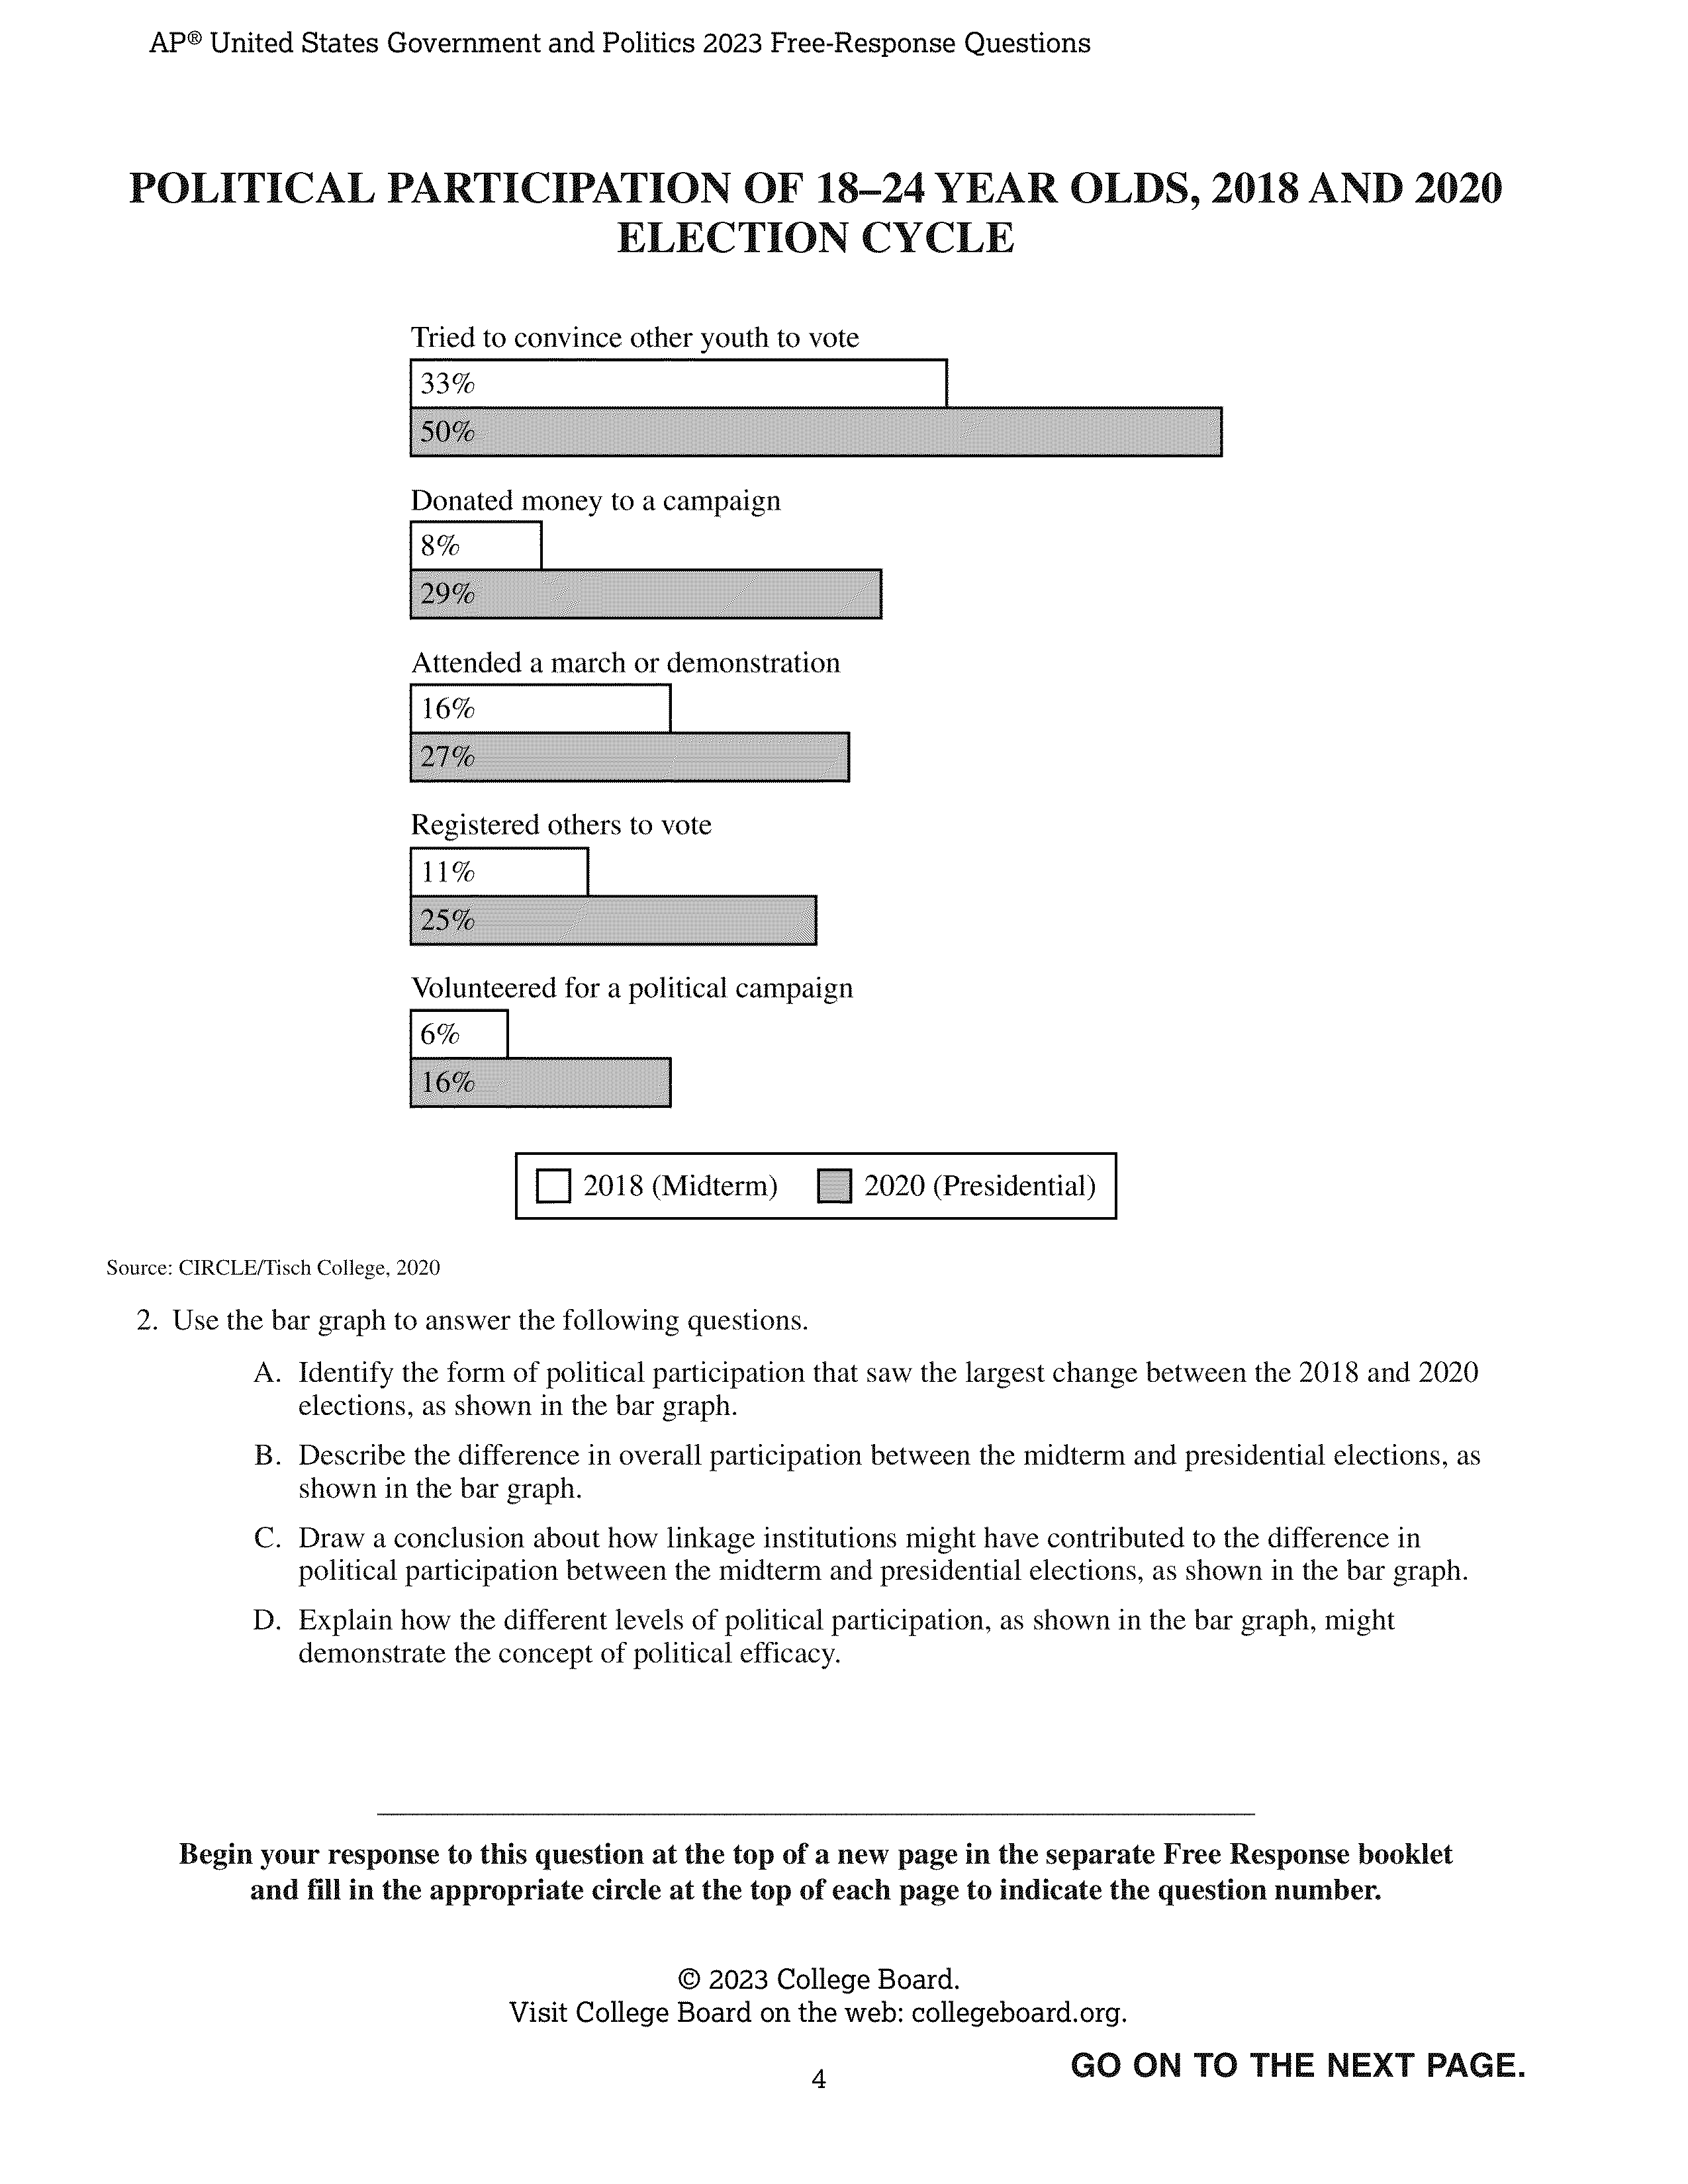 AP® United States Government and Politics 2023 Free-Response Questions
POLITICAL PARTICIPATION OF 18–24 YEAR OLDS, 2018 AND 2020
ELECTION CYCLE
Tried to convince other youth to vote
33%
50%
Donated money to a campaign
8%
29%
Attended a march or demonstration
16%
27%
Registered others to vote
11%
25%
Volunteered for a political campaign
6%
16%
2018 (Midterm) 2020 (Presidential)
Source: CIRCLE/Tisch College, 2020
2. Use the bar graph to answer the following questions.
A. Identify the form of political participation that saw the largest change between the 2018 and 2020
elections, as shown in the bar graph.
B. Describe the difference in overall participation between the midterm and presidential elections, as
shown in the bar graph.
C. Draw a conclusion about how linkage institutions might have contributed to the difference in
political participation between the midterm and presidential elections, as shown in the bar graph.
D. Explain how the different levels of political participation, as shown in the bar graph, might
demonstrate the concept of political efficacy.
Begin your response to this question at the top of a new page in the separate Free Response booklet
and fill in the appropriate circle at the top of each page to indicate the question number.
© 2023 College Board.
Visit College Board on the web: collegeboard.org.
GO ON TO THE NEXT PAGE.
4